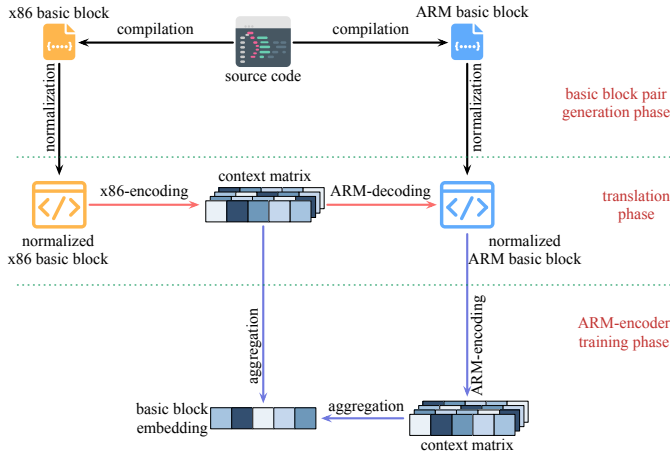 x86 basic block
compilation
compilation
ARM basic block
{····}
{····}
source code
normalization
normalization
basic block pair
generation phase
x86-encoding
context matrix
ARM-decoding
</>
</>
translation
phase
normalized
x86 basic block
normalized
ARM basic block
aggregation
ARM-encoding
ARM-encoder
training phase
basic block
embedding
aggregation
context matrix